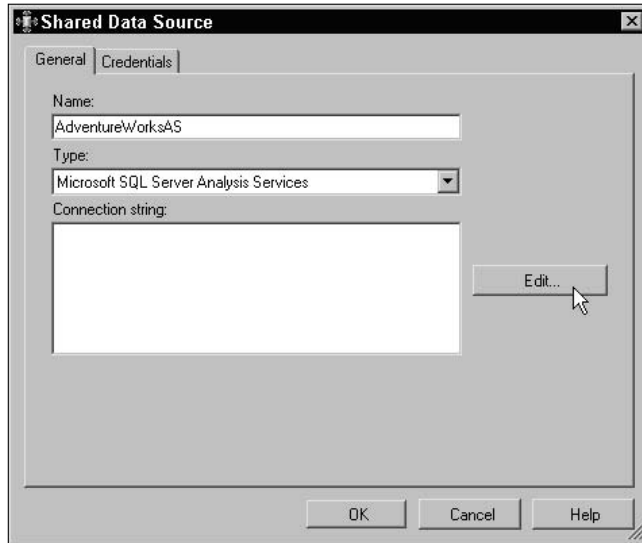 Shared Data Source
General
Credentials
Name:
AdventureWorksAS
Type:
Microsoft SQL Server Analysis Services
Connection string:
Edit...
OK
Cancel
Help